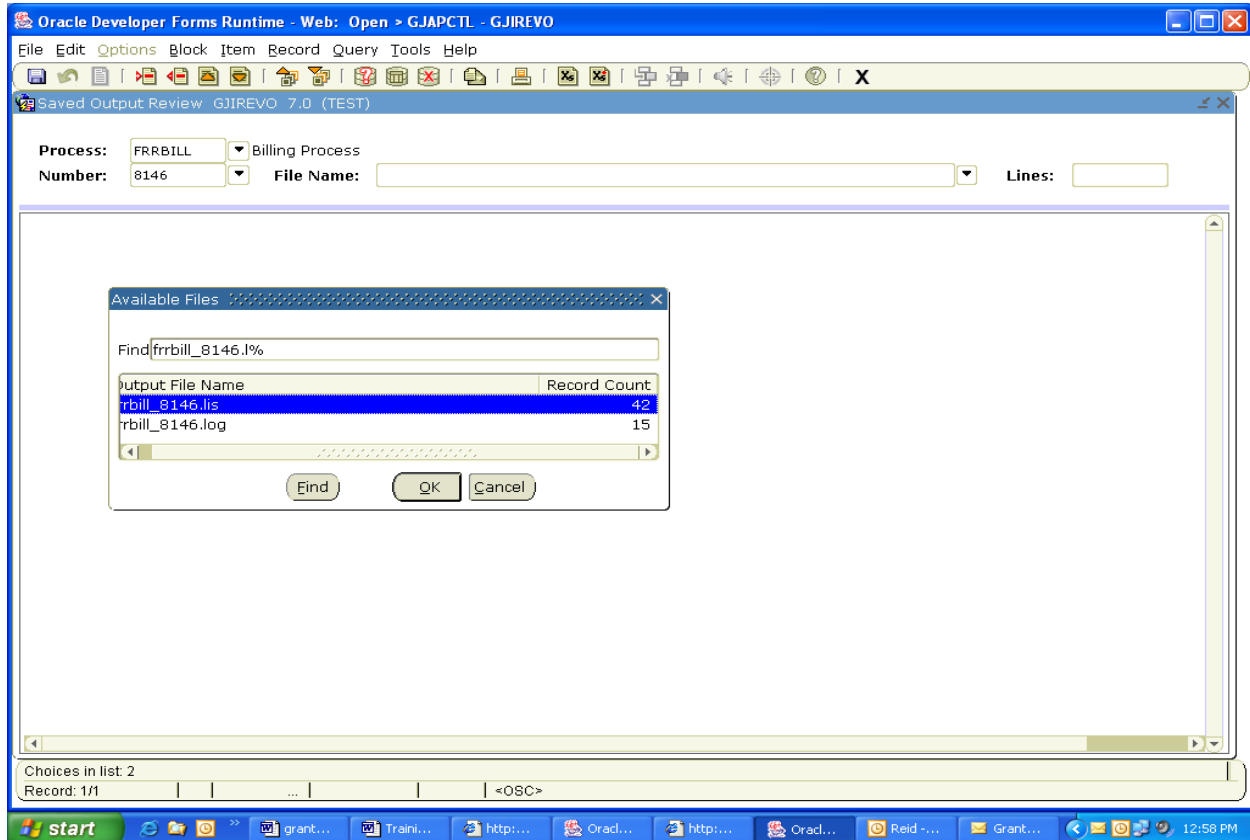 Oracle Developer Forms Runtime - Web: Open > GJAPCTL - GJIREVO
File Edit Options Block Item Record Query Tools Help
X
Saved Output Review GJIREVO 7.0 (TEST)
Process: FRRBILL Billing Process
Number: 8146 File Name: Lines:
Available Files
Find frrbill_8146.l%
utput File Name Record Count
rbill_8146.lis 42
rbill_8146.log 15
Find OK Cancel
Choices in list: 2
Record: 1/1 ... <OSC>
start » grant... Traini... http:... Oracl... http:... Oracl... Reid -... Grant... 12:58 PM